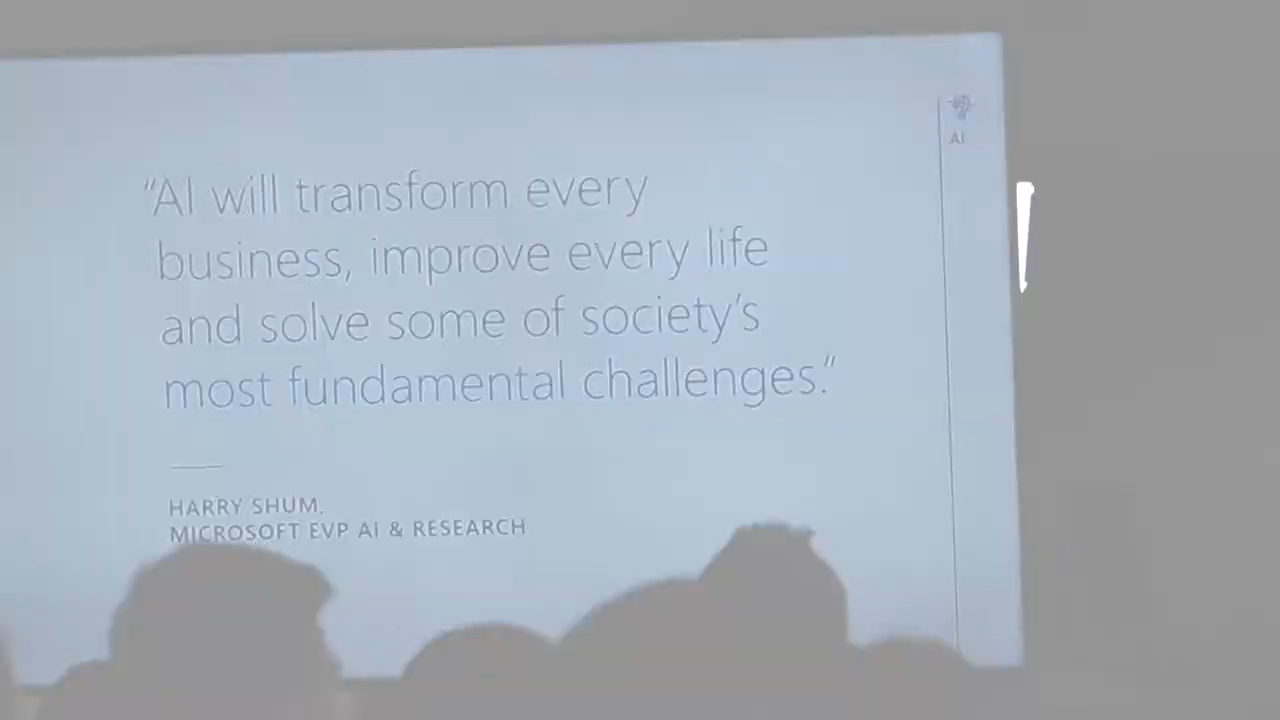 “AI will transform every
business, improve every life
and solve some of society’s
most fundamental challenges.”
HARRY SHUM,
MICROSOFT EVP AI & RESEARCH
AI